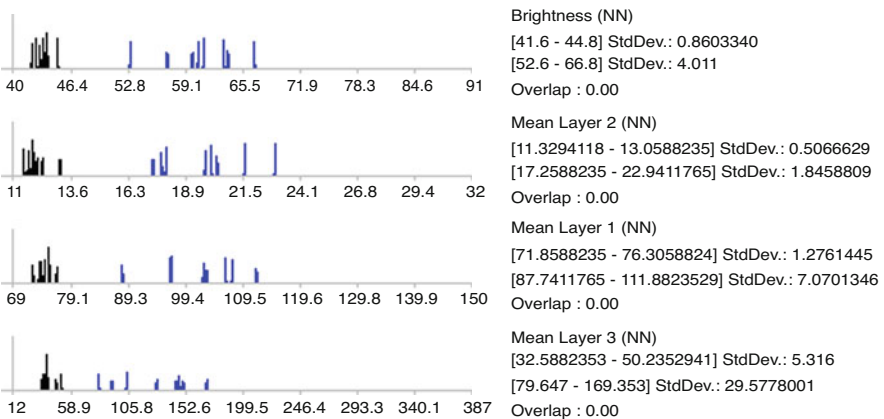 Brightness (NN)
[41.6 - 44.8] StdDev.: 0.8603340
[52.6 - 66.8] StdDev.: 4.011
Overlap : 0.00
40 46.4 52.8 59.1 65.5 71.9 78.3 84.6 91
Mean Layer 2 (NN)
[11.3294118 - 13.0588235] StdDev.: 0.5066629
[17.2588235 - 22.9411765] StdDev.: 1.8458809
Overlap : 0.00
11 13.6 16.3 18.9 21.5 24.1 26.8 29.4 32
Mean Layer 1 (NN)
[71.8588235 - 76.3058824] StdDev.: 1.2761445
[87.7411765 - 111.8823529] StdDev.: 7.0701346
Overlap : 0.00
69 79.1 89.3 99.4 109.5 119.6 129.8 139.9 150
Mean Layer 3 (NN)
[32.5882353 - 50.2352941] StdDev.: 5.316
[79.647 - 169.353] StdDev.: 29.5778001
Overlap : 0.00
12 58.9 105.8 152.6 199.5 246.4 293.3 340.1 387